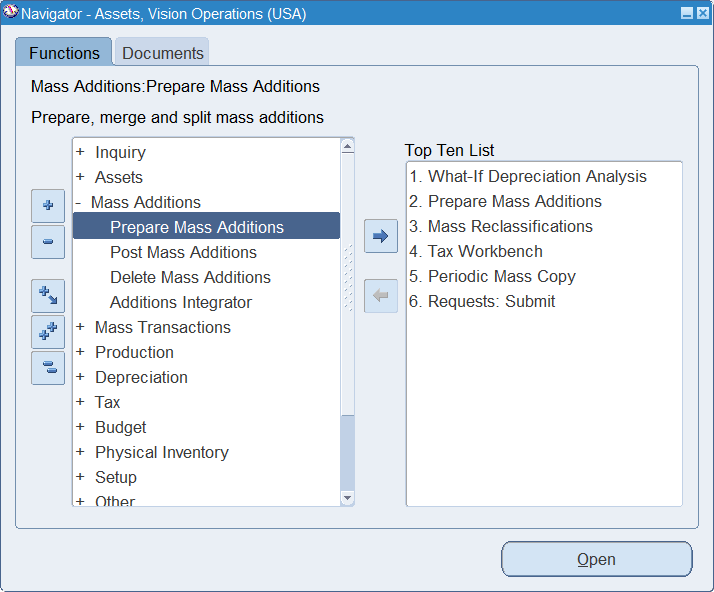 Navigator - Assets, Vision Operations (USA)
Functions
Documents
Mass Additions:Prepare Mass Additions
Prepare, merge and split mass additions
+ Inquiry
+ Assets
- Mass Additions
Prepare Mass Additions
Post Mass Additions
Delete Mass Additions
Additions Integrator
+ Mass Transactions
+ Production
+ Depreciation
+ Tax
+ Budget
+ Physical Inventory
+ Setup
+ Other
Top Ten List
1. What-If Depreciation Analysis
2. Prepare Mass Additions
3. Mass Reclassifications
4. Tax Workbench
5. Periodic Mass Copy
6. Requests: Submit
Open